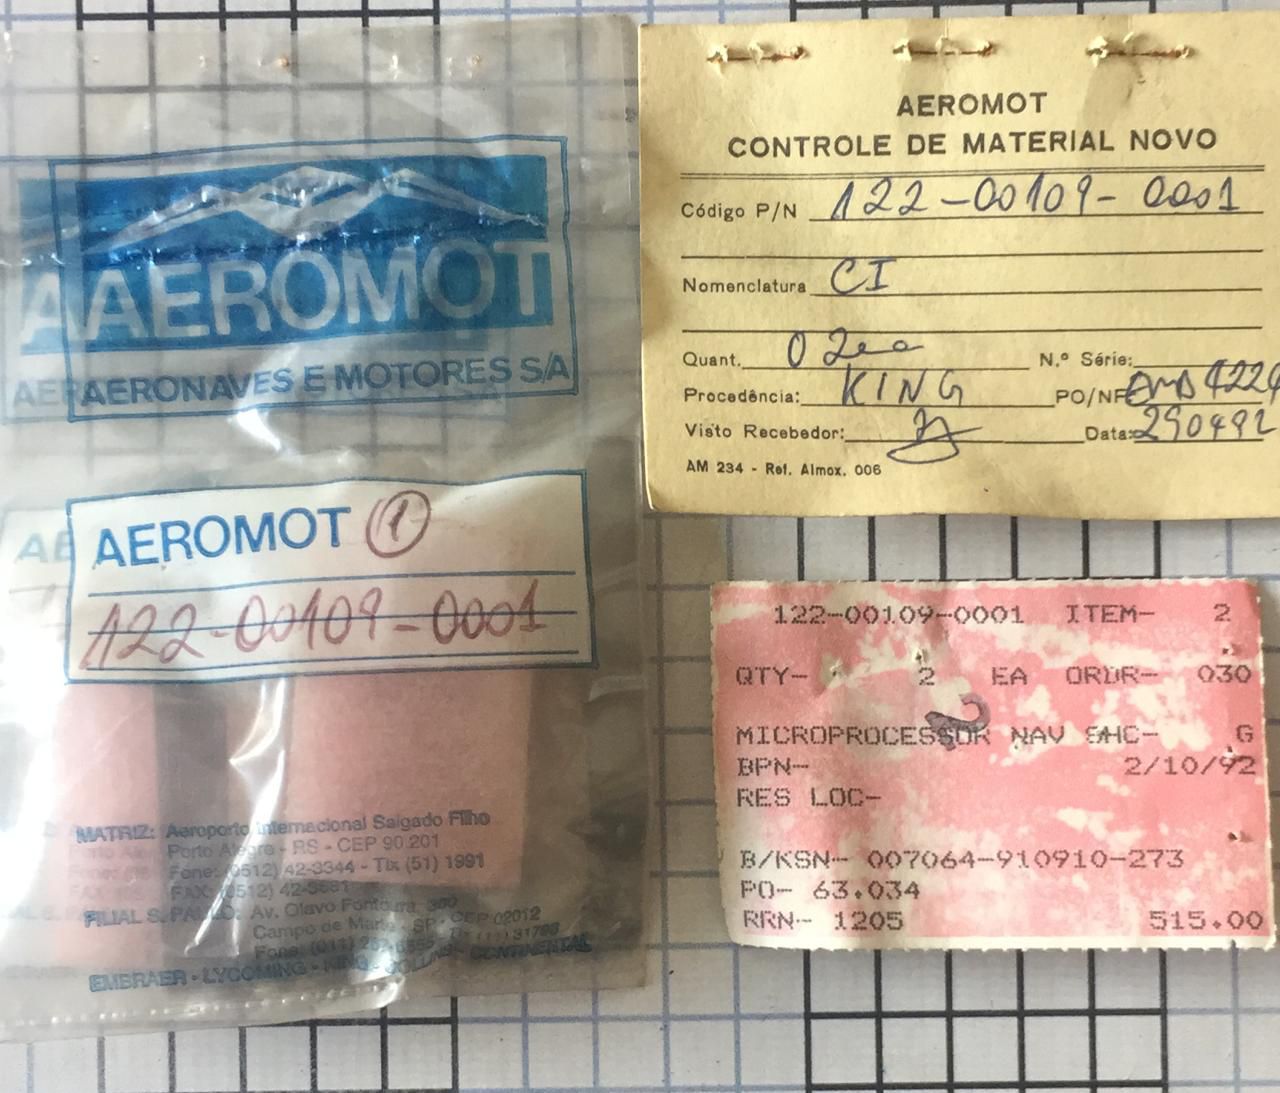 AEROMOT
AERONAVES E MOTORES S/A
AEROMOT 1
122-00109-0001
MATRIZ: Aeroporto Internacional Salgado Filho
Porto Alegre - RS - CEP 90.201
Fone: (0512) 42-3344 - Tlx (51) 1991
FAX: (0512) 42-5581
FILIAL S. PAULO: Av. Olavo Fontoura,
Campo de Marte - SP - CEP 02012
Fone: (011)
EMBRAER - LYCOMING - KING - COLLINS - CONTINENTAL
AEROMOT
CONTROLE DE MATERIAL NOVO
Código P/N 122-00109-0001
Nomenclatura CI
Quant. 02ea N.º Série:
Procedência: KING PO/NF
Visto Recebedor: Data: 290492
AM 234 - Ref. Almox. 006
122-00109-0001 ITEM- 2
QTY- 2 EA ORDR- 030
MICROPROCESSOR NAV SHC- G
BPN- 2/10/92
RES LOC-
B/KSN- 007064-910910-273
PO- 63.034
RRN- 1205 515.00